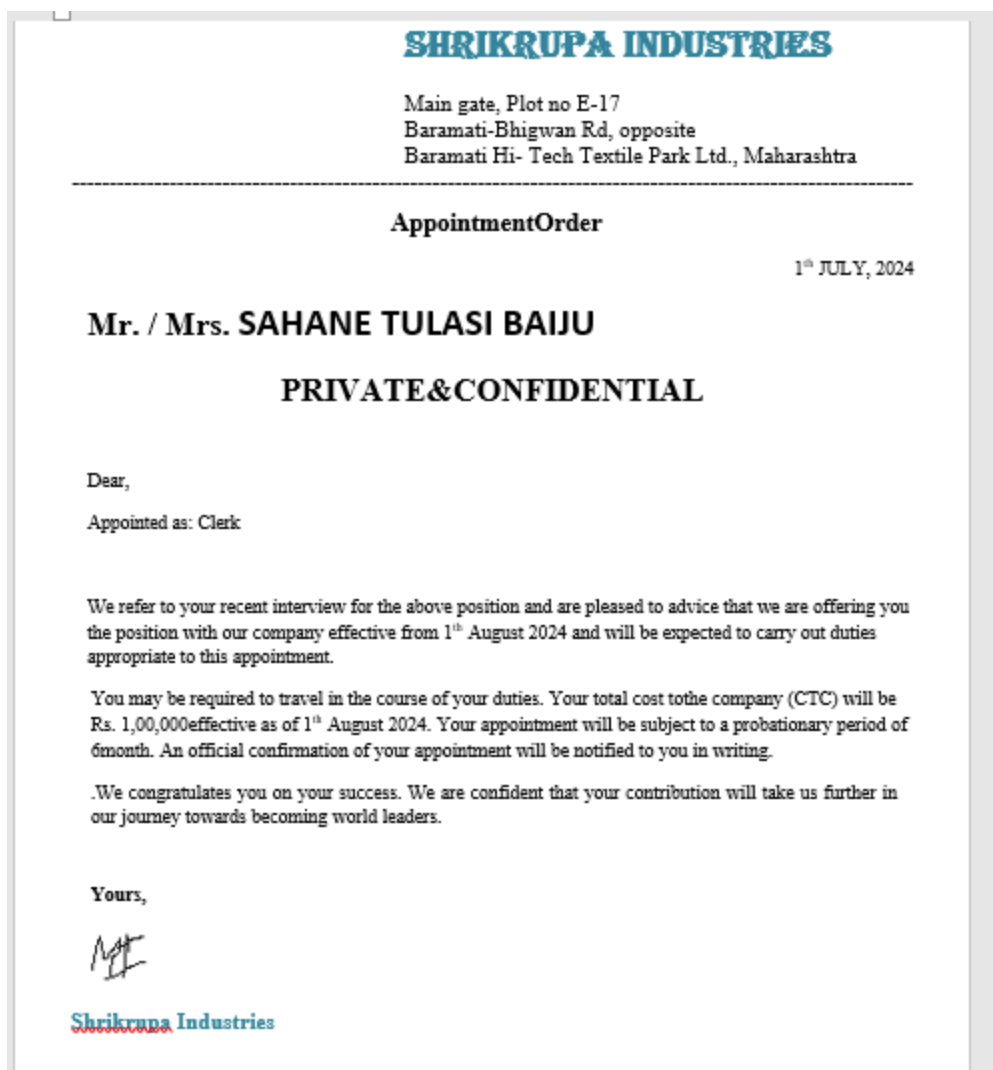 SHRIKRUPA INDUSTRIES
Main gate, Plot no E-17
Baramati-Bhigwan Rd, opposite
Baramati Hi- Tech Textile Park Ltd., Maharashtra
AppointmentOrder
1th JULY, 2024
Mr. / Mrs. SAHANE TULASI BAIJU
PRIVATE&CONFIDENTIAL
Dear,
Appointed as: Clerk
We refer to your recent interview for the above position and are pleased to advice that we are offering you
the position with our company effective from 1th August 2024 and will be expected to carry out duties
appropriate to this appointment.
You may be required to travel in the course of your duties. Your total cost tothe company (CTC) will be
Rs. 1,00,000effective as of 1th August 2024. Your appointment will be subject to a probationary period of
6month. An official confirmation of your appointment will be notified to you in writing.
.We congratulates you on your success. We are confident that your contribution will take us further in
our journey towards becoming world leaders.
Yours,
Shrikrupa Industries